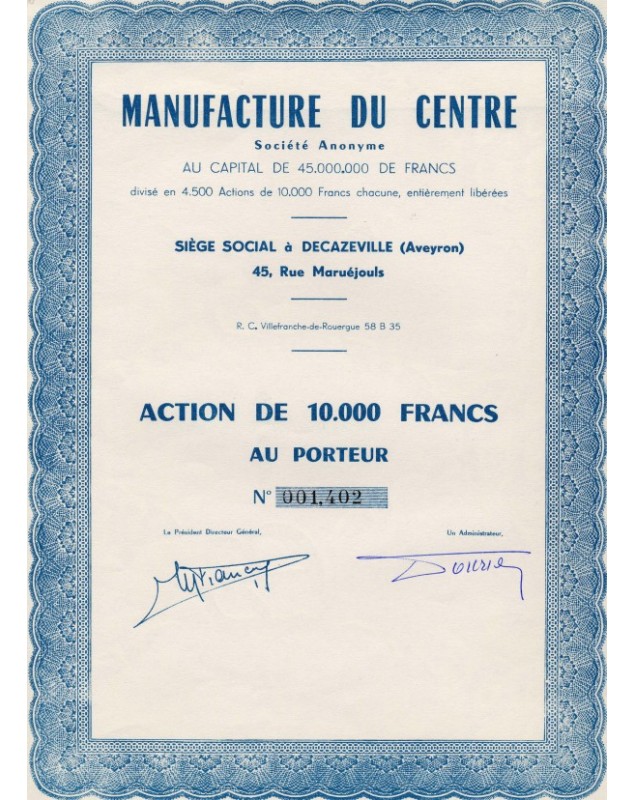 MANUFACTURE DU CENTRE
Société Anonyme
AU CAPITAL DE 45.000.000 DE FRANCS
divisé en 4.500 Actions de 10.000 Francs chacune, entièrement libérées
SIÈGE SOCIAL à DECAZEVILLE (Aveyron)
45, Rue Maruéjouls
R. C. Villefranche-de-Rouergue 58 B 35
ACTION DE 10.000 FRANCS
AU PORTEUR
N° 001,402
Le Président Directeur Général,
Un Administrateur,